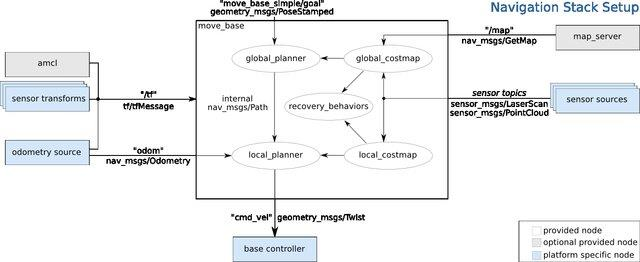 "move_base_simple/goal"
geometry_msgs/PoseStamped
Navigation Stack Setup
move_base
"/map"
nav_msgs/GetMap
map_server
amcl
global_planner
global_costmap
sensor transforms
"/tf"
tf/tfMessage
internal
nav_msgs/Path
recovery_behaviors
sensor topics
sensor_msgs/LaserScan
sensor_msgs/PointCloud
sensor sources
odometry source
"odom"
nav_msgs/Odometry
local_planner
local_costmap
"cmd_vel"
geometry_msgs/Twist
base controller
provided node
optional provided node
platform specific node